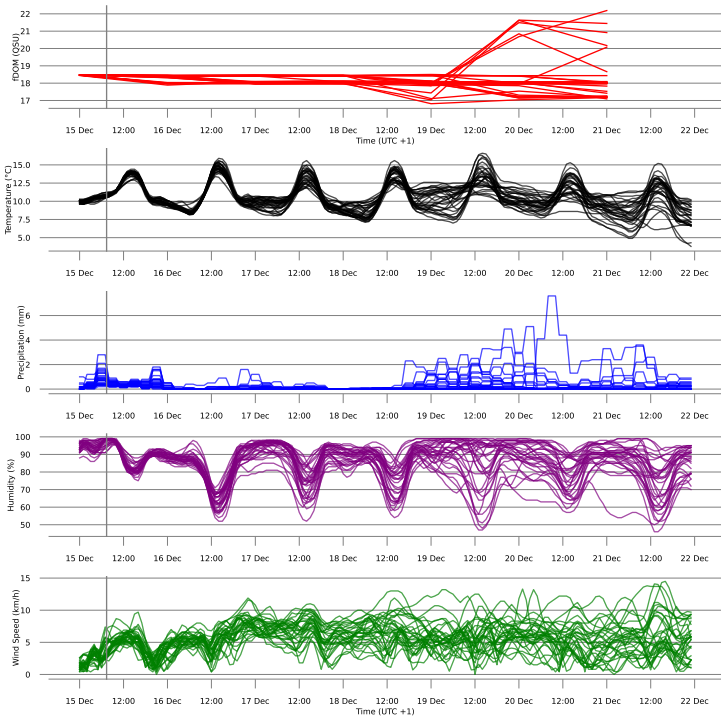 fDOM (QSU)
22
21
20
19
18
17
15 Dec 12:00 16 Dec 12:00 17 Dec 12:00 18 Dec 12:00 19 Dec 12:00 20 Dec 12:00 21 Dec 12:00 22 Dec
Time (UTC +1)
Temperature (°C)
15.0
12.5
10.0
7.5
5.0
15 Dec 12:00 16 Dec 12:00 17 Dec 12:00 18 Dec 12:00 19 Dec 12:00 20 Dec 12:00 21 Dec 12:00 22 Dec
Precipitation (mm)
6
4
2
0
15 Dec 12:00 16 Dec 12:00 17 Dec 12:00 18 Dec 12:00 19 Dec 12:00 20 Dec 12:00 21 Dec 12:00 22 Dec
Humidity (%)
100
90
80
70
60
50
15 Dec 12:00 16 Dec 12:00 17 Dec 12:00 18 Dec 12:00 19 Dec 12:00 20 Dec 12:00 21 Dec 12:00 22 Dec
Wind Speed (km/h)
15
10
5
0
15 Dec 12:00 16 Dec 12:00 17 Dec 12:00 18 Dec 12:00 19 Dec 12:00 20 Dec 12:00 21 Dec 12:00 22 Dec
Time (UTC +1)